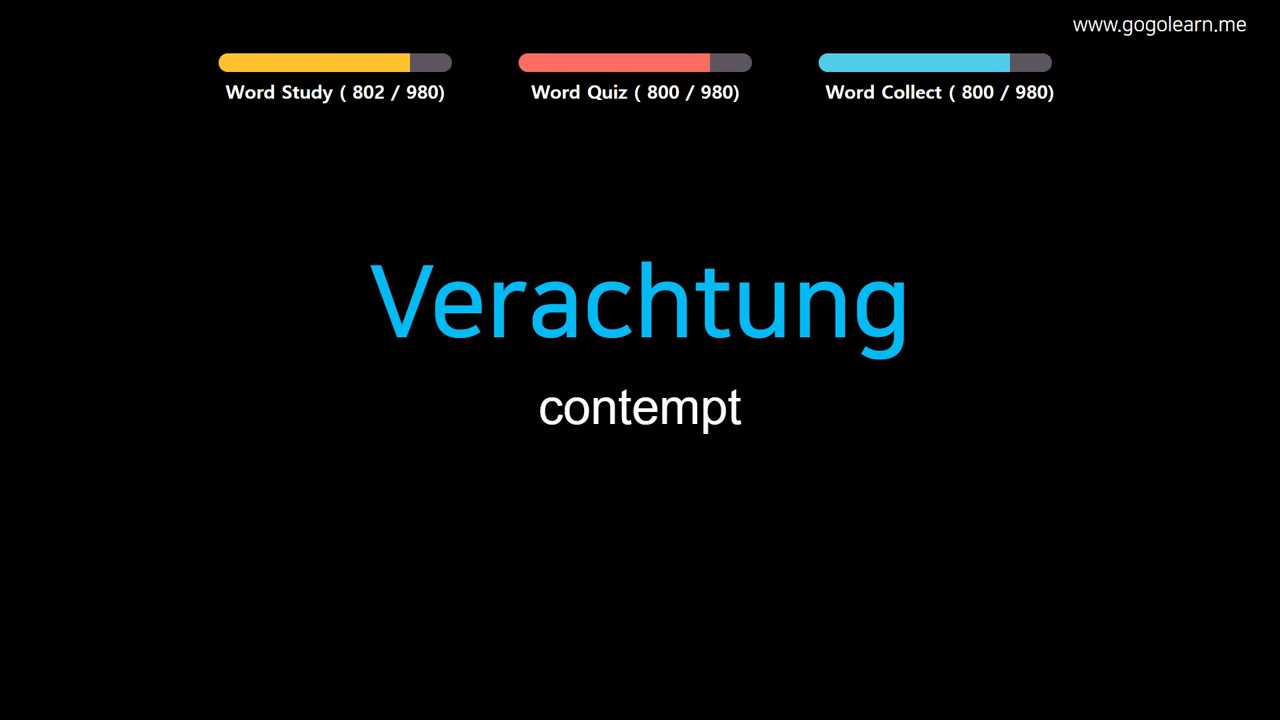 www.gogolearn.me
Word Study ( 802 / 980)
Word Quiz ( 800 / 980)
Word Collect ( 800 / 980)
Verachtung
contempt